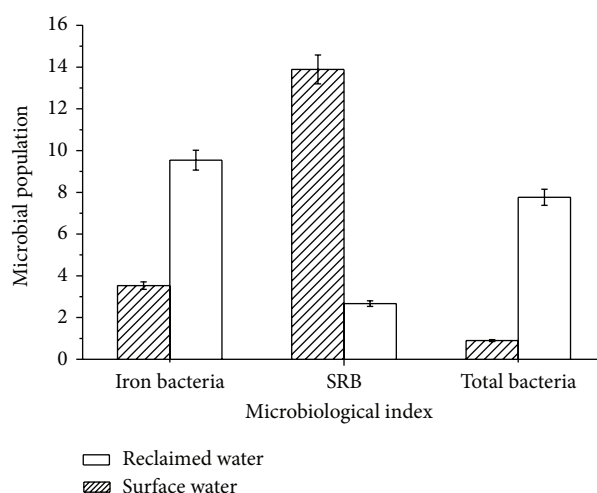 16
14
12
10
8
6
4
2
0
Microbial population
Iron bacteria SRB Total bacteria
Microbiological index
Reclaimed water
Surface water